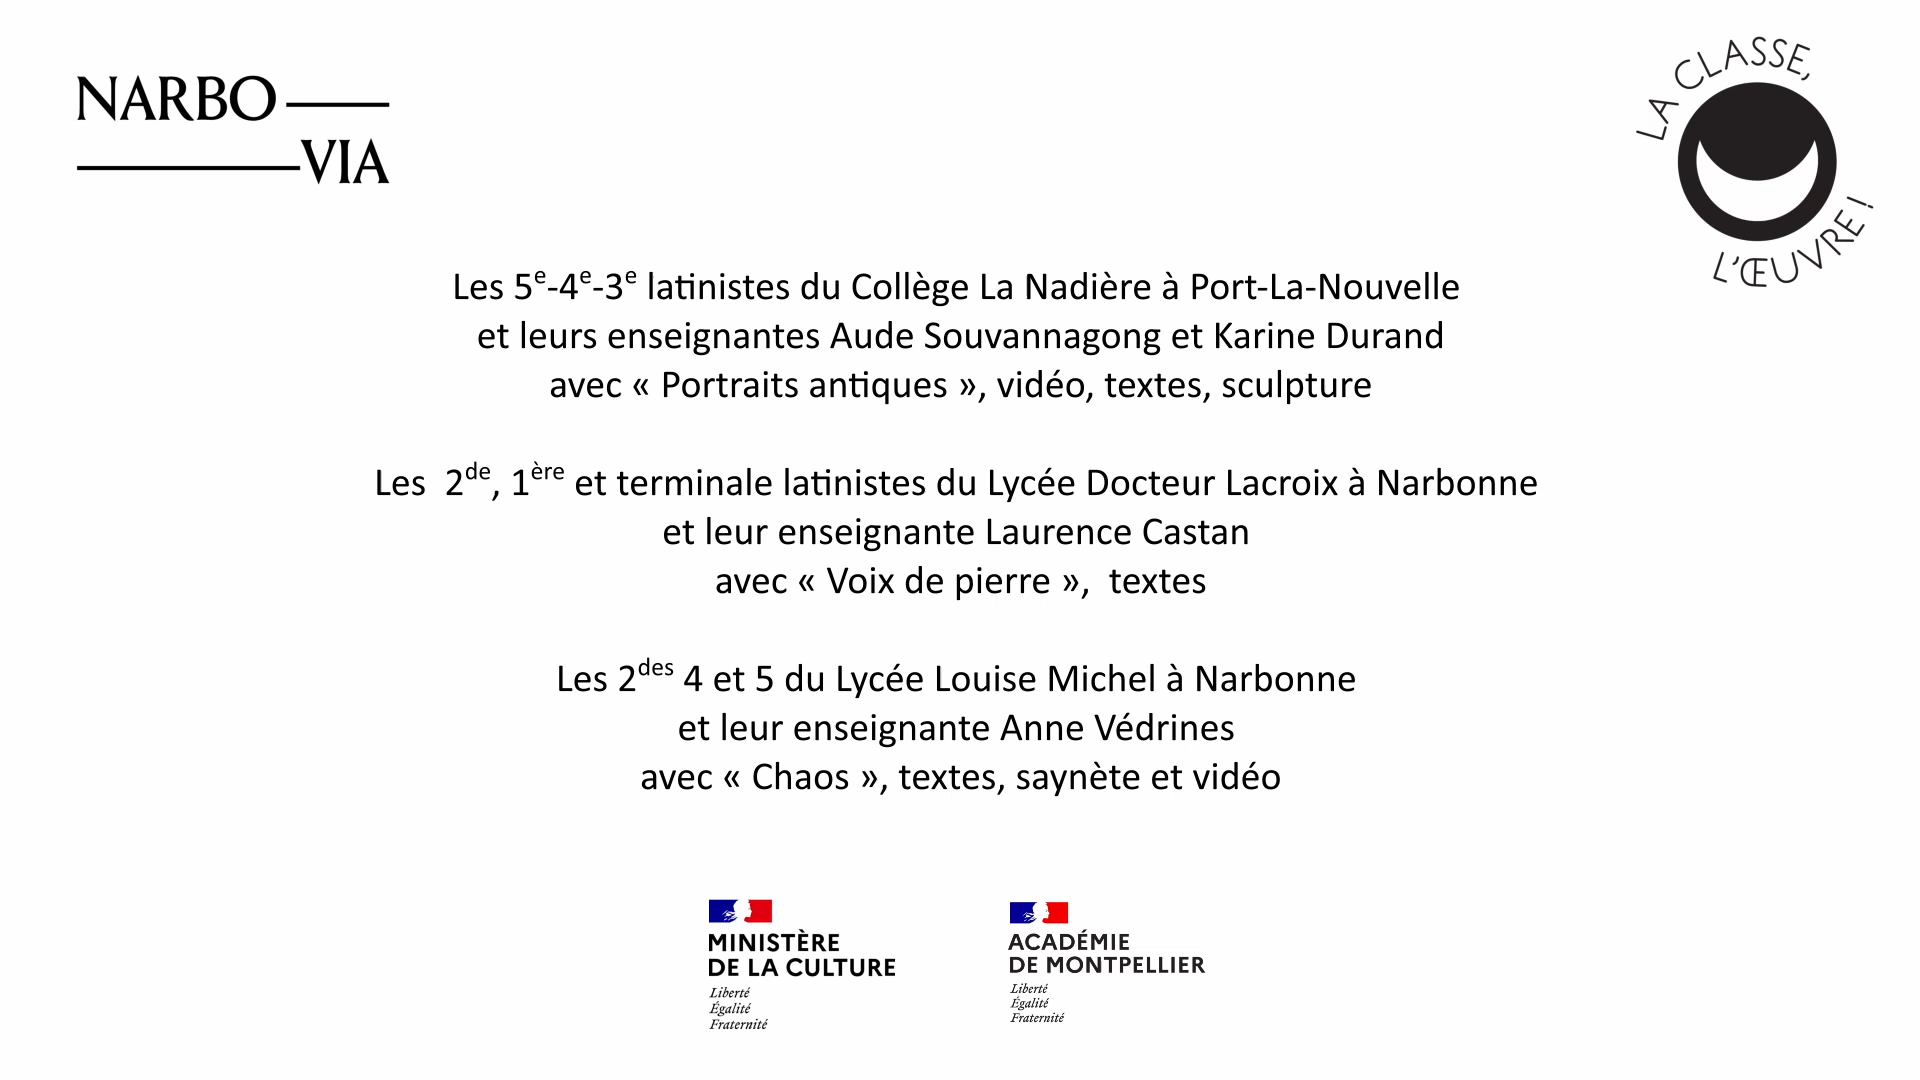 NARBO
VIA
LA CLASSE,
L'ŒUVRE !
Les 5e-4e-3e latinistes du Collège La Nadière à Port-La-Nouvelle
et leurs enseignantes Aude Souvannagong et Karine Durand
avec « Portraits antiques », vidéo, textes, sculpture
Les  2de, 1ère et terminale latinistes du Lycée Docteur Lacroix à Narbonne
et leur enseignante Laurence Castan
avec « Voix de pierre »,  textes
Les 2des 4 et 5 du Lycée Louise Michel à Narbonne
et leur enseignante Anne Védrines
avec « Chaos », textes, saynète et vidéo
MINISTÈRE
DE LA CULTURE
Liberté
Égalité
Fraternité
ACADÉMIE
DE MONTPELLIER
Liberté
Égalité
Fraternité